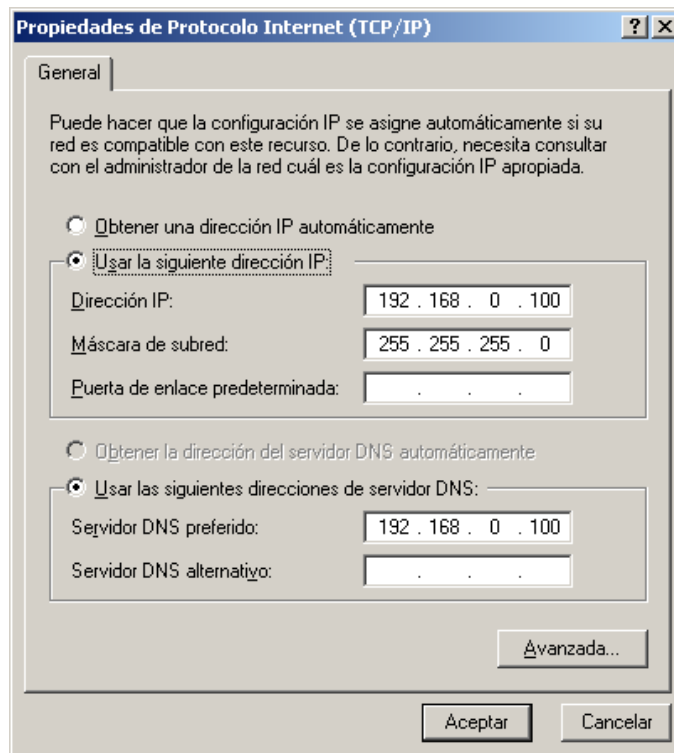 Propiedades de Protocolo Internet (TCP/IP)
General
Puede hacer que la configuración IP se asigne automáticamente si su
red es compatible con este recurso. De lo contrario, necesita consultar
con el administrador de la red cuál es la configuración IP apropiada.
Obtener una dirección IP automáticamente
Usar la siguiente dirección IP:
Dirección IP: 192 . 168 . 0 . 100
Máscara de subred: 255 . 255 . 255 . 0
Puerta de enlace predeterminada: . . .
Obtener la dirección del servidor DNS automáticamente
Usar las siguientes direcciones de servidor DNS:
Servidor DNS preferido: 192 . 168 . 0 . 100
Servidor DNS alternativo: . . .
Avanzada...
Aceptar Cancelar